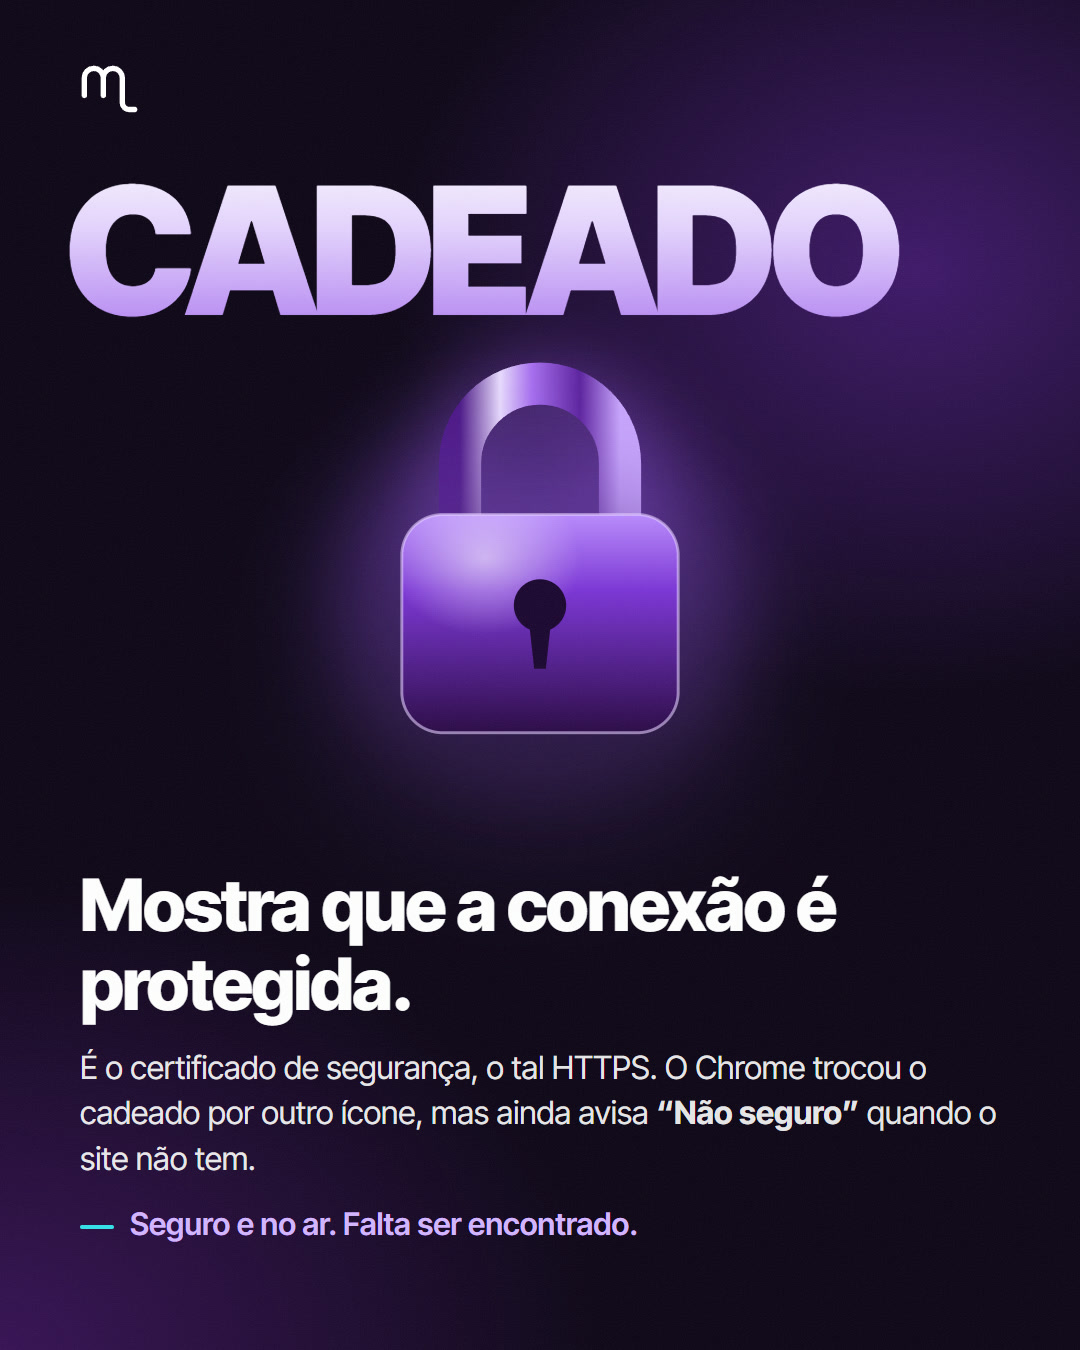 CADEADO
Mostra que a conexão é
protegida.
É o certificado de segurança, o tal HTTPS. O Chrome trocou o
cadeado por outro ícone, mas ainda avisa “Não seguro” quando o
site não tem.
Seguro e no ar. Falta ser encontrado.